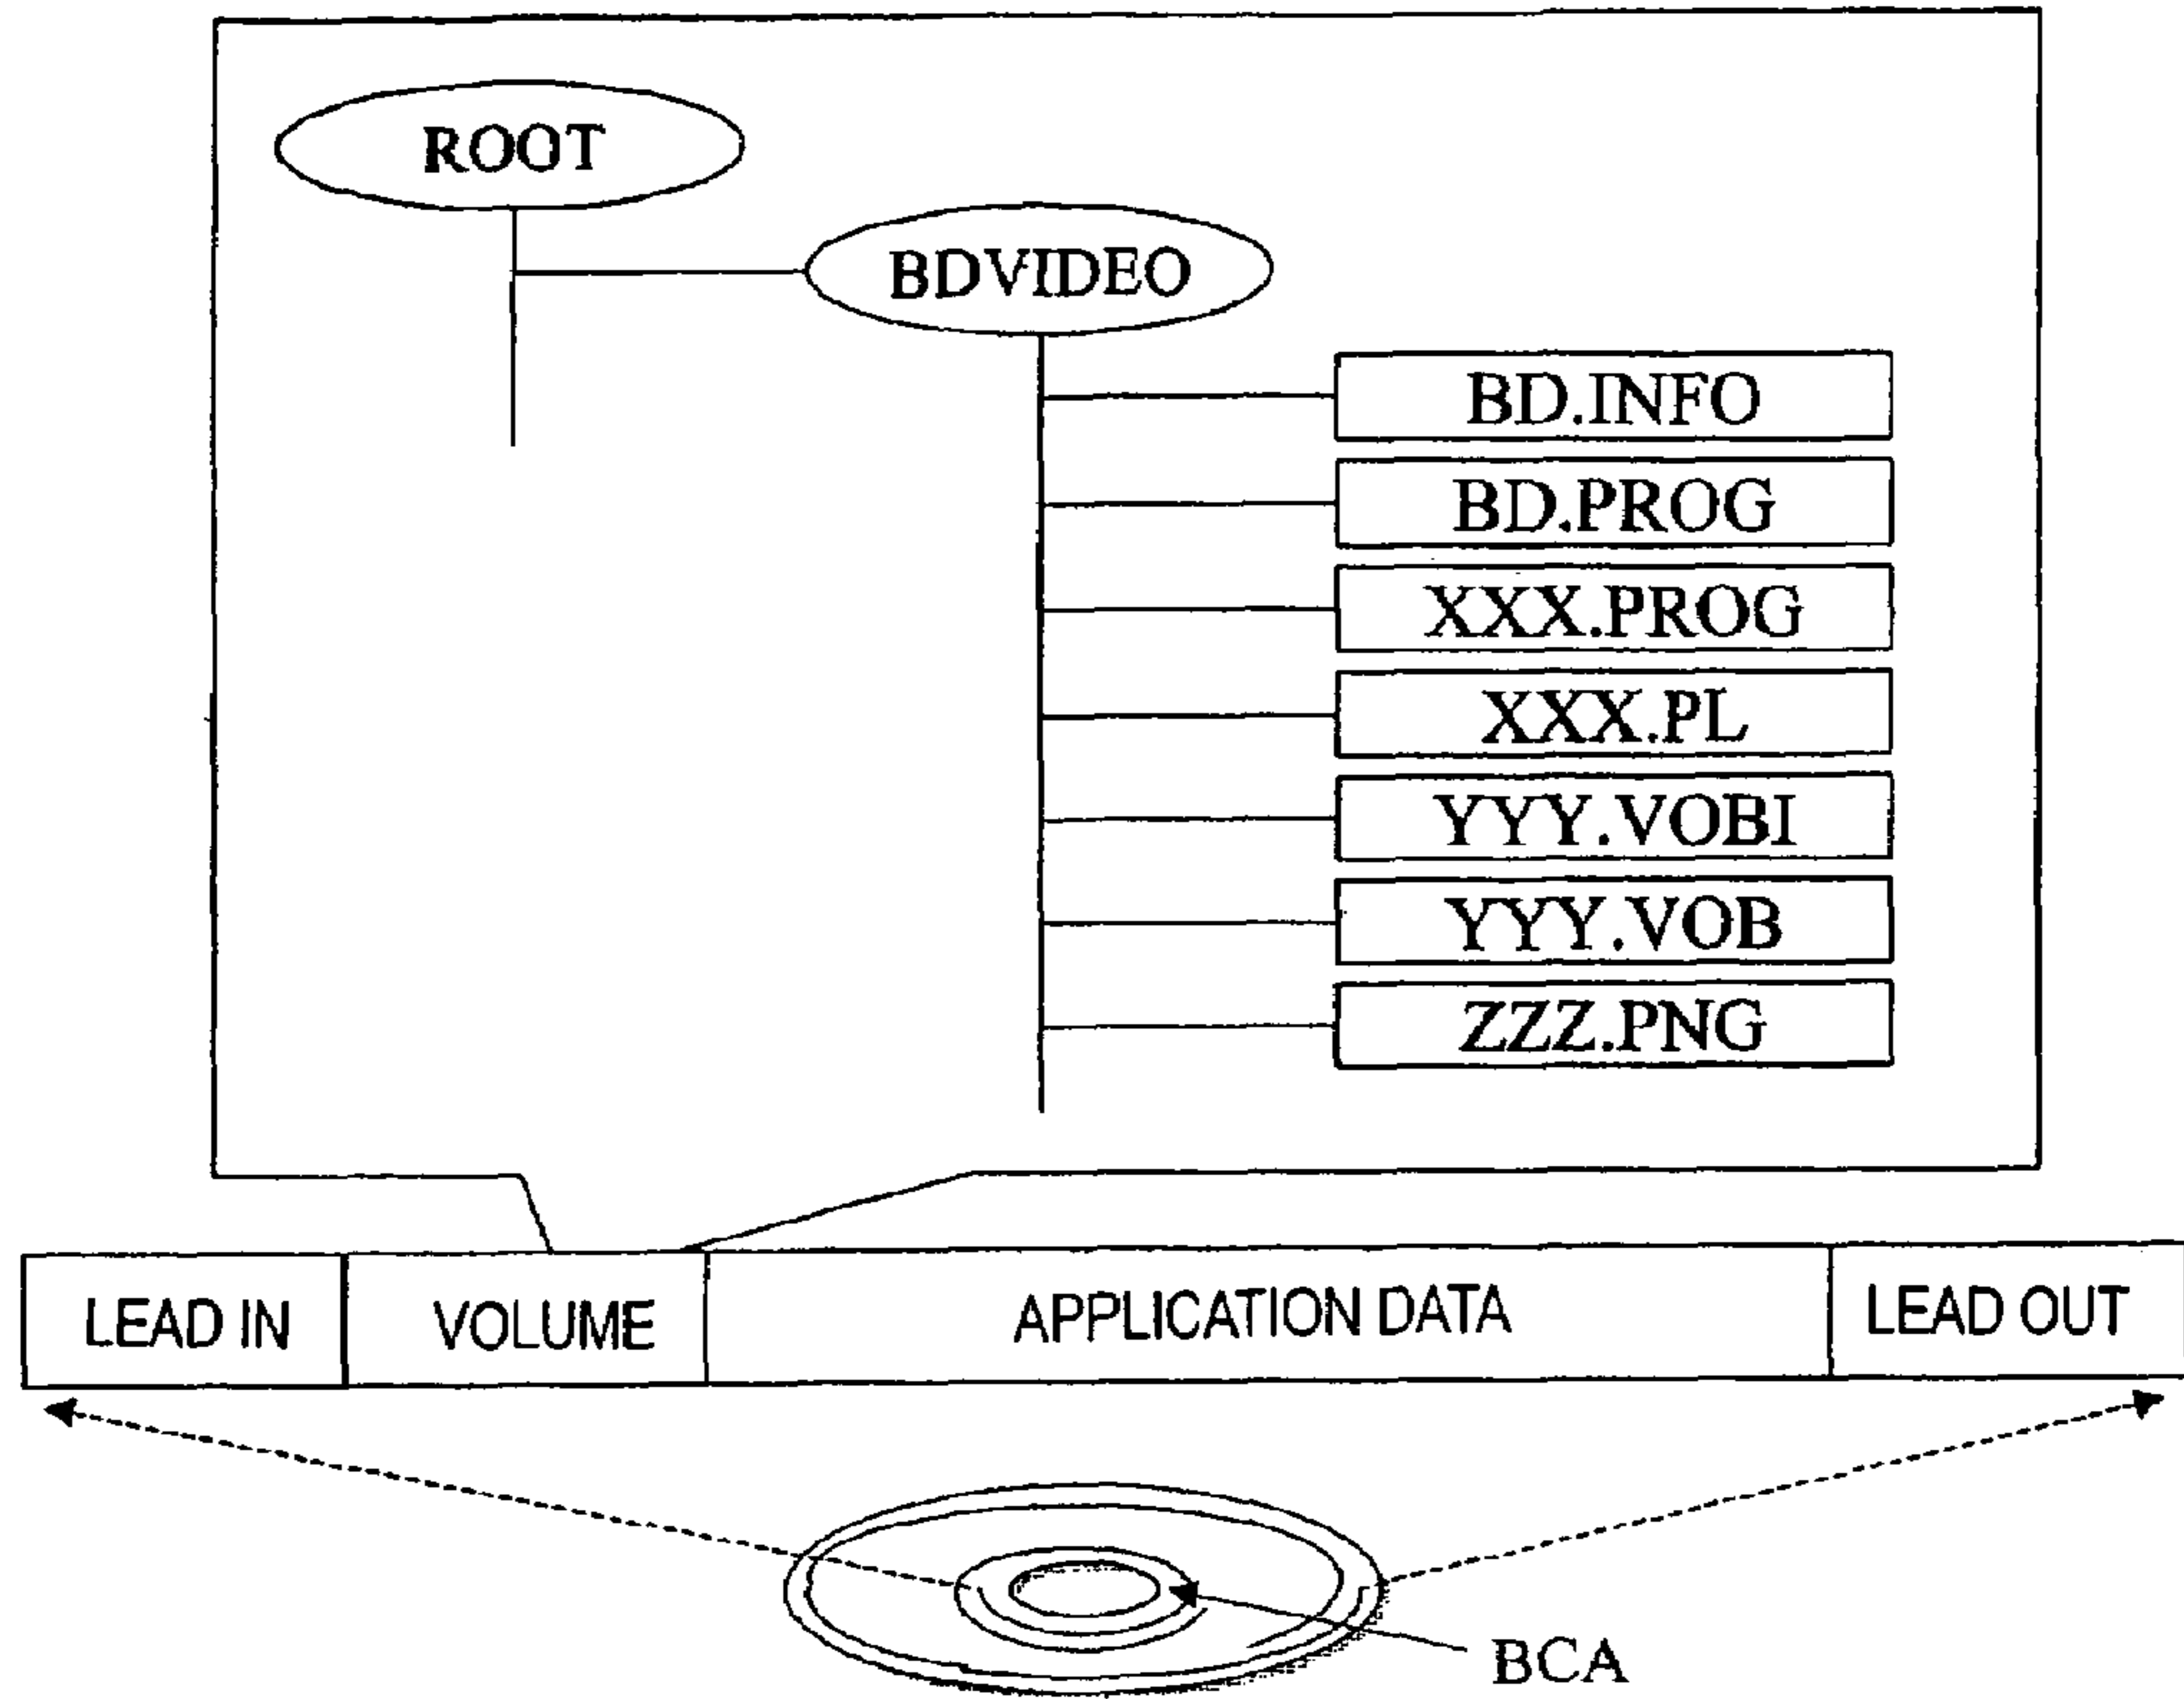 ROOT
BDVIDEO
BD.INFO
BD.PROG
XXX.PROG
XXX.PL
YYY.VOBI
YYY.VOB
ZZZ.PNG
LEAD IN VOLUME APPLICATION DATA LEAD OUT
BCA